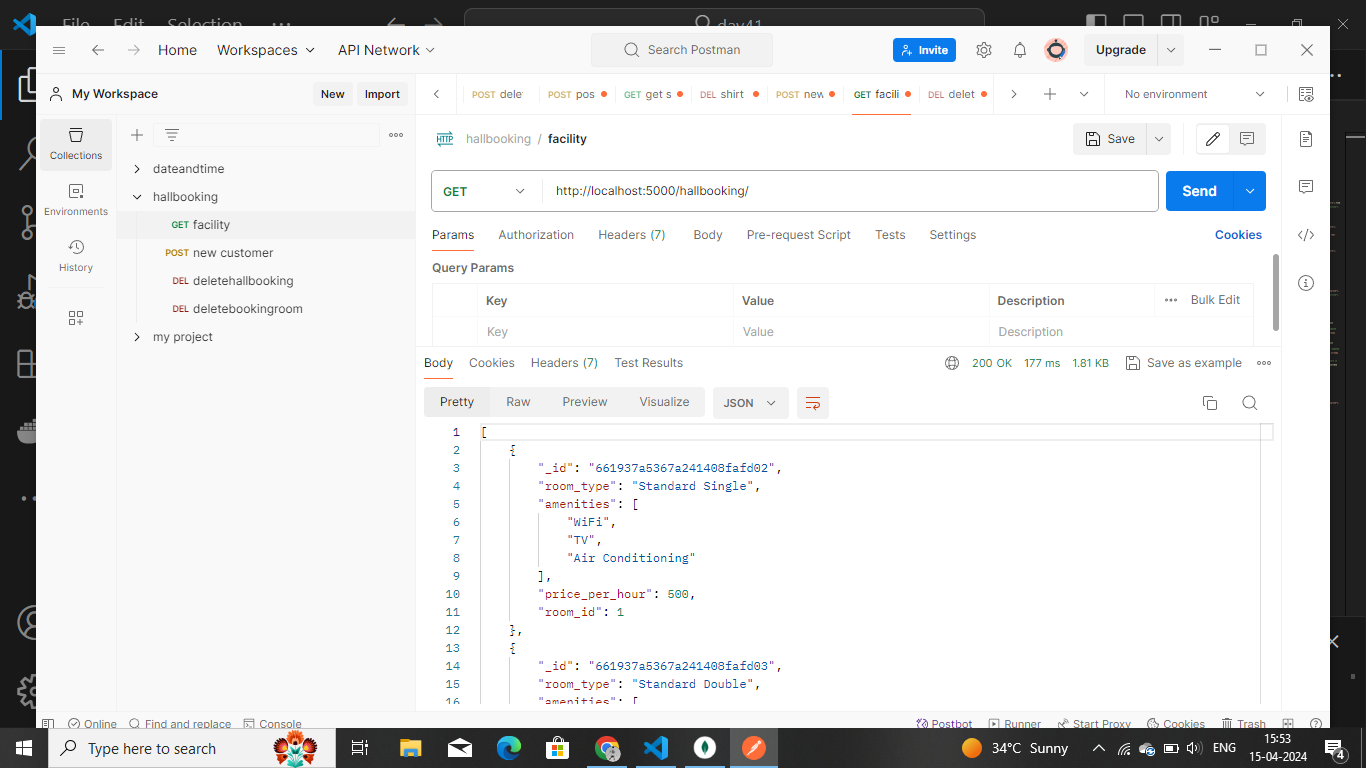 File Edit Selection ... day41
Home Workspaces API Network Search Postman Invite Upgrade
My Workspace New Import POST dele POST pos GET get s DEL shirt POST new GET facili DEL delet No environment
Collections
Environments
History
dateandtime
hallbooking
GET facility
POST new customer
DEL deletehallbooking
DEL deletebookingroom
my project
HTTP hallbooking / facility Save
GET http://localhost:5000/hallbooking/ Send
Params Authorization Headers (7) Body Pre-request Script Tests Settings Cookies
Query Params
Key Value Description Bulk Edit
Key Value Description
Body Cookies Headers (7) Test Results 200 OK 177 ms 1.81 KB Save as example
Pretty Raw Preview Visualize JSON
1 [
2 {
3 "_id": "661937a5367a241408fafd02",
4 "room_type": "Standard Single",
5 "amenities": [
6 "WiFi",
7 "TV",
8 "Air Conditioning"
9 ],
10 "price_per_hour": 500,
11 "room_id": 1
12 },
13 {
14 "_id": "661937a5367a241408fafd03",
15 "room_type": "Standard Double",
16 "amenities": [
Online Find and replace Console Postbot Runner Start Proxy Cookies Trash
Type here to search 34°C Sunny ENG 15:53
15-04-2024 4